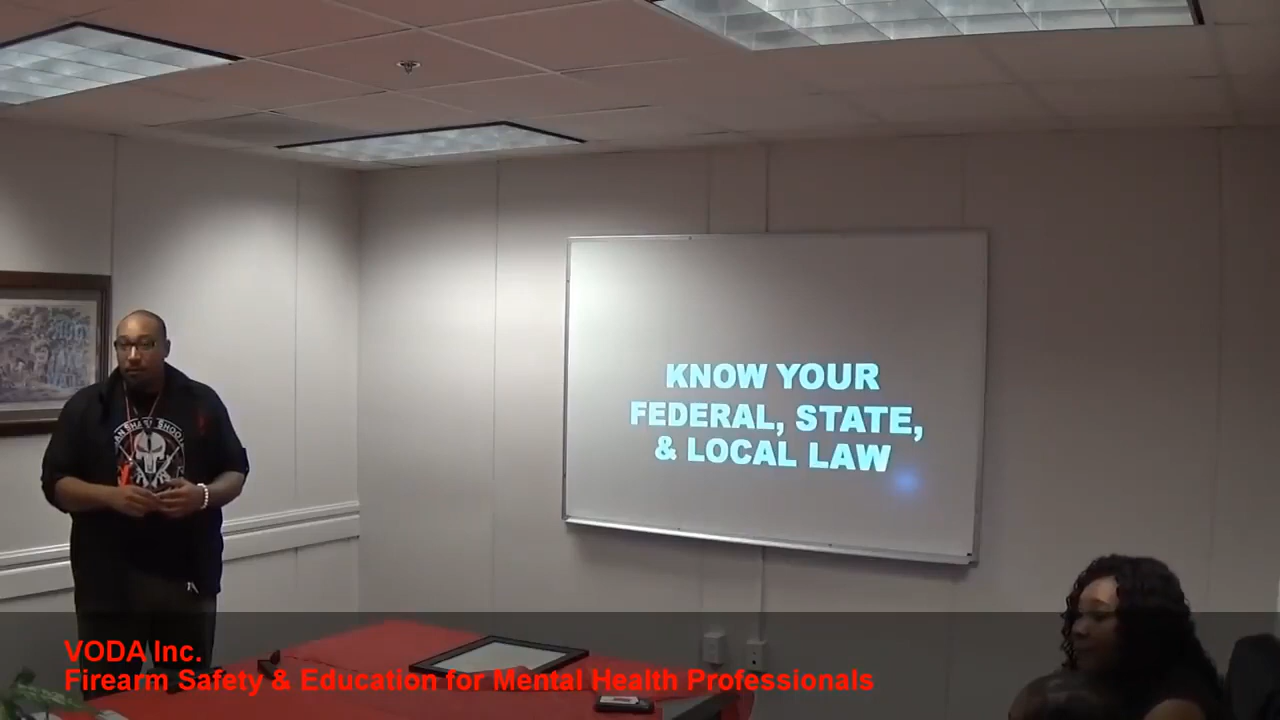 KNOW YOUR
FEDERAL, STATE,
& LOCAL LAW
VODA Inc.
Firearm Safety & Education for Mental Health Professionals